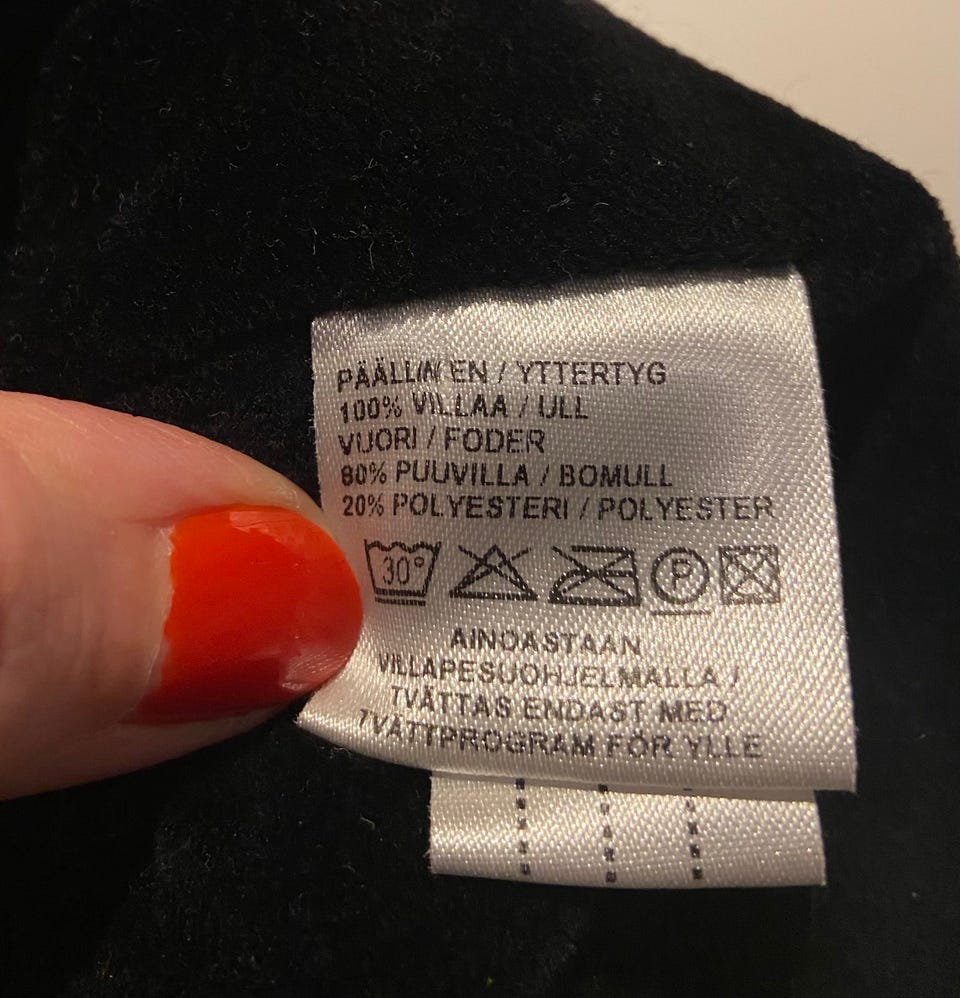 PÄÄLLINEN / YTTERTYG
100% VILLAA / ULL
VUORI / FODER
80% PUUVILLA / BOMULL
20% POLYESTERI / POLYESTER
30° P
AINOASTAAN
VILLAPESUOHJELMALLA /
TVÄTTAS ENDAST MED
TVÄTTPROGRAM FÖR YLLE